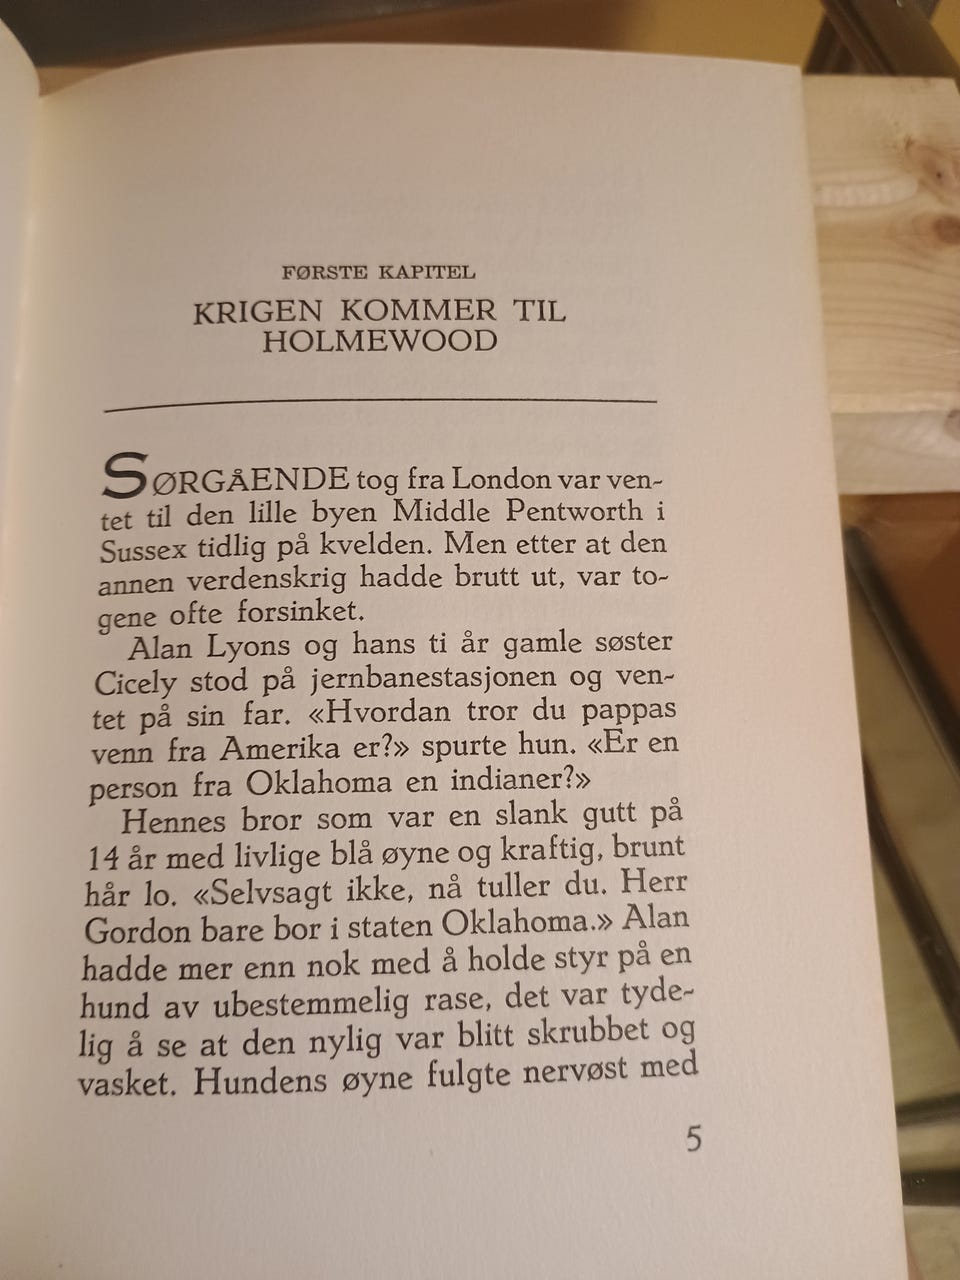 FØRSTE KAPITEL
KRIGEN KOMMER TIL
HOLMEWOOD
SØRGÅENDE tog fra London var ven-
tet til den lille byen Middle Pentworth i
Sussex tidlig på kvelden. Men etter at den
annen verdenskrig hadde brutt ut, var to-
gene ofte forsinket.
Alan Lyons og hans ti år gamle søster
Cicely stod på jernbanestasjonen og ven-
tet på sin far. «Hvordan tror du pappas
venn fra Amerika er?» spurte hun. «Er en
person fra Oklahoma en indianer?»
Hennes bror som var en slank gutt på
14 år med livlige blå øyne og kraftig, brunt
hår lo. «Selvsagt ikke, nå tuller du. Herr
Gordon bare bor i staten Oklahoma.» Alan
hadde mer enn nok med å holde styr på en
hund av ubestemmelig rase, det var tyde-
lig å se at den nylig var blitt skrubbet og
vasket. Hundens øyne fulgte nervøst med
5